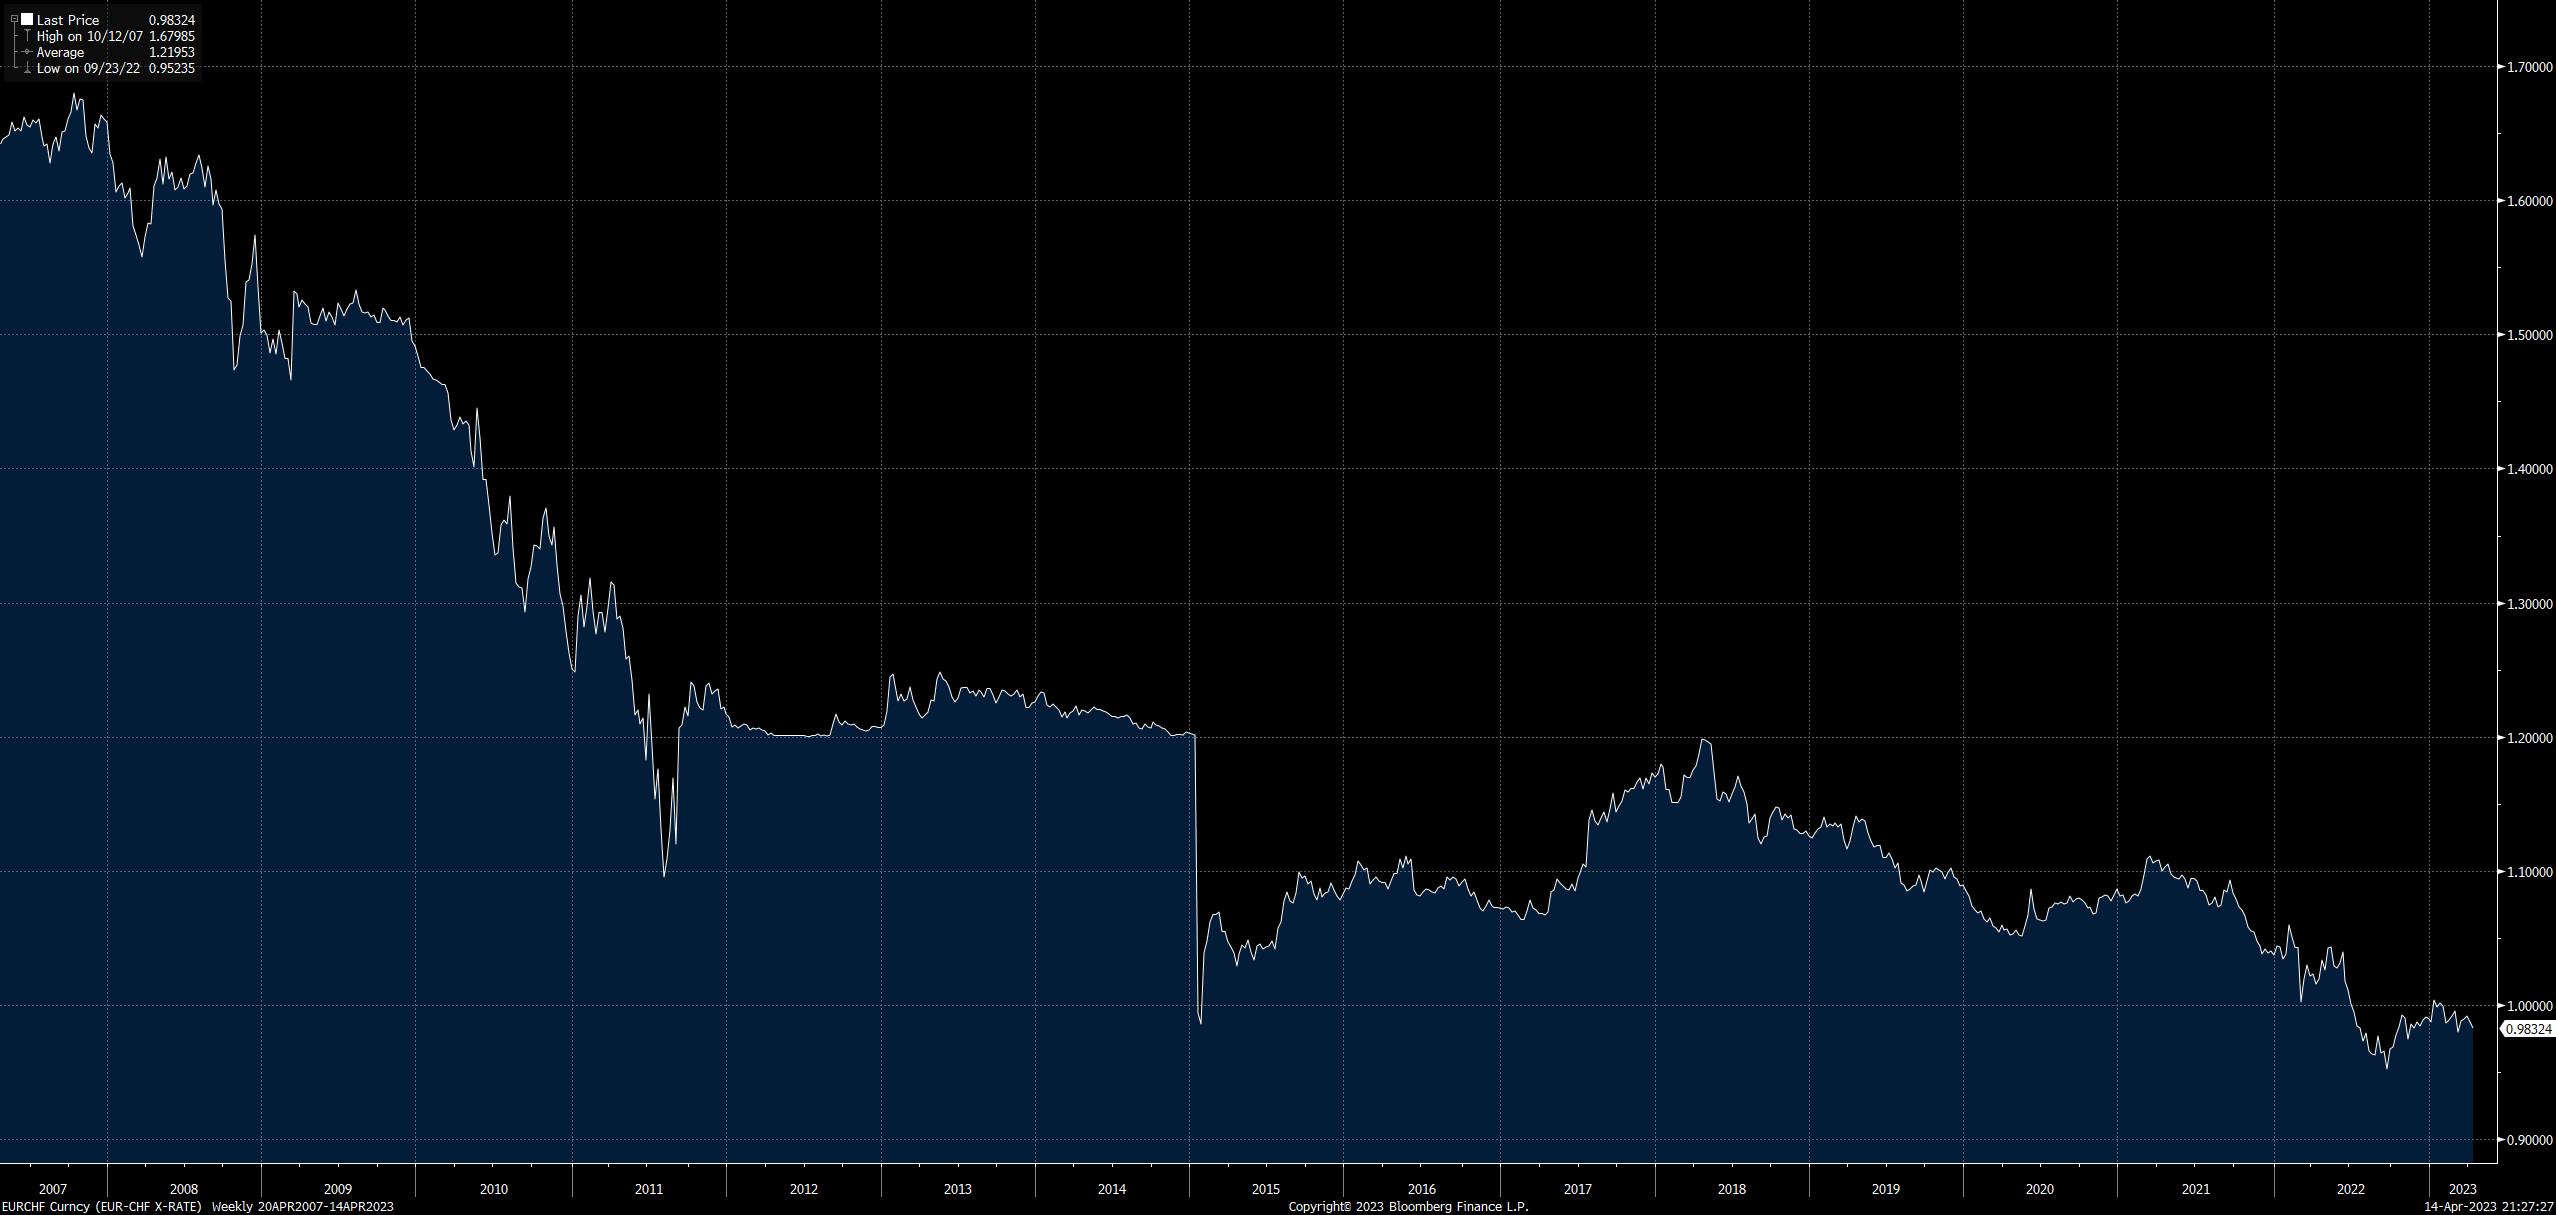 Last Price 0.98324
High on 10/12/07 1.67985
Average 1.21953
Low on 09/23/22 0.95235
1.70000
1.60000
1.50000
1.40000
1.30000
1.20000
1.10000
1.00000
0.98324
0.90000
2007 2008 2009 2010 2011 2012 2013 2014 2015 2016 2017 2018 2019 2020 2021 2022 2023
EURCHF Curncy (EUR-CHF X-RATE) Weekly 20APR2007-14APR2023 Copyright© 2023 Bloomberg Finance L.P. 14-Apr-2023 21:27:27